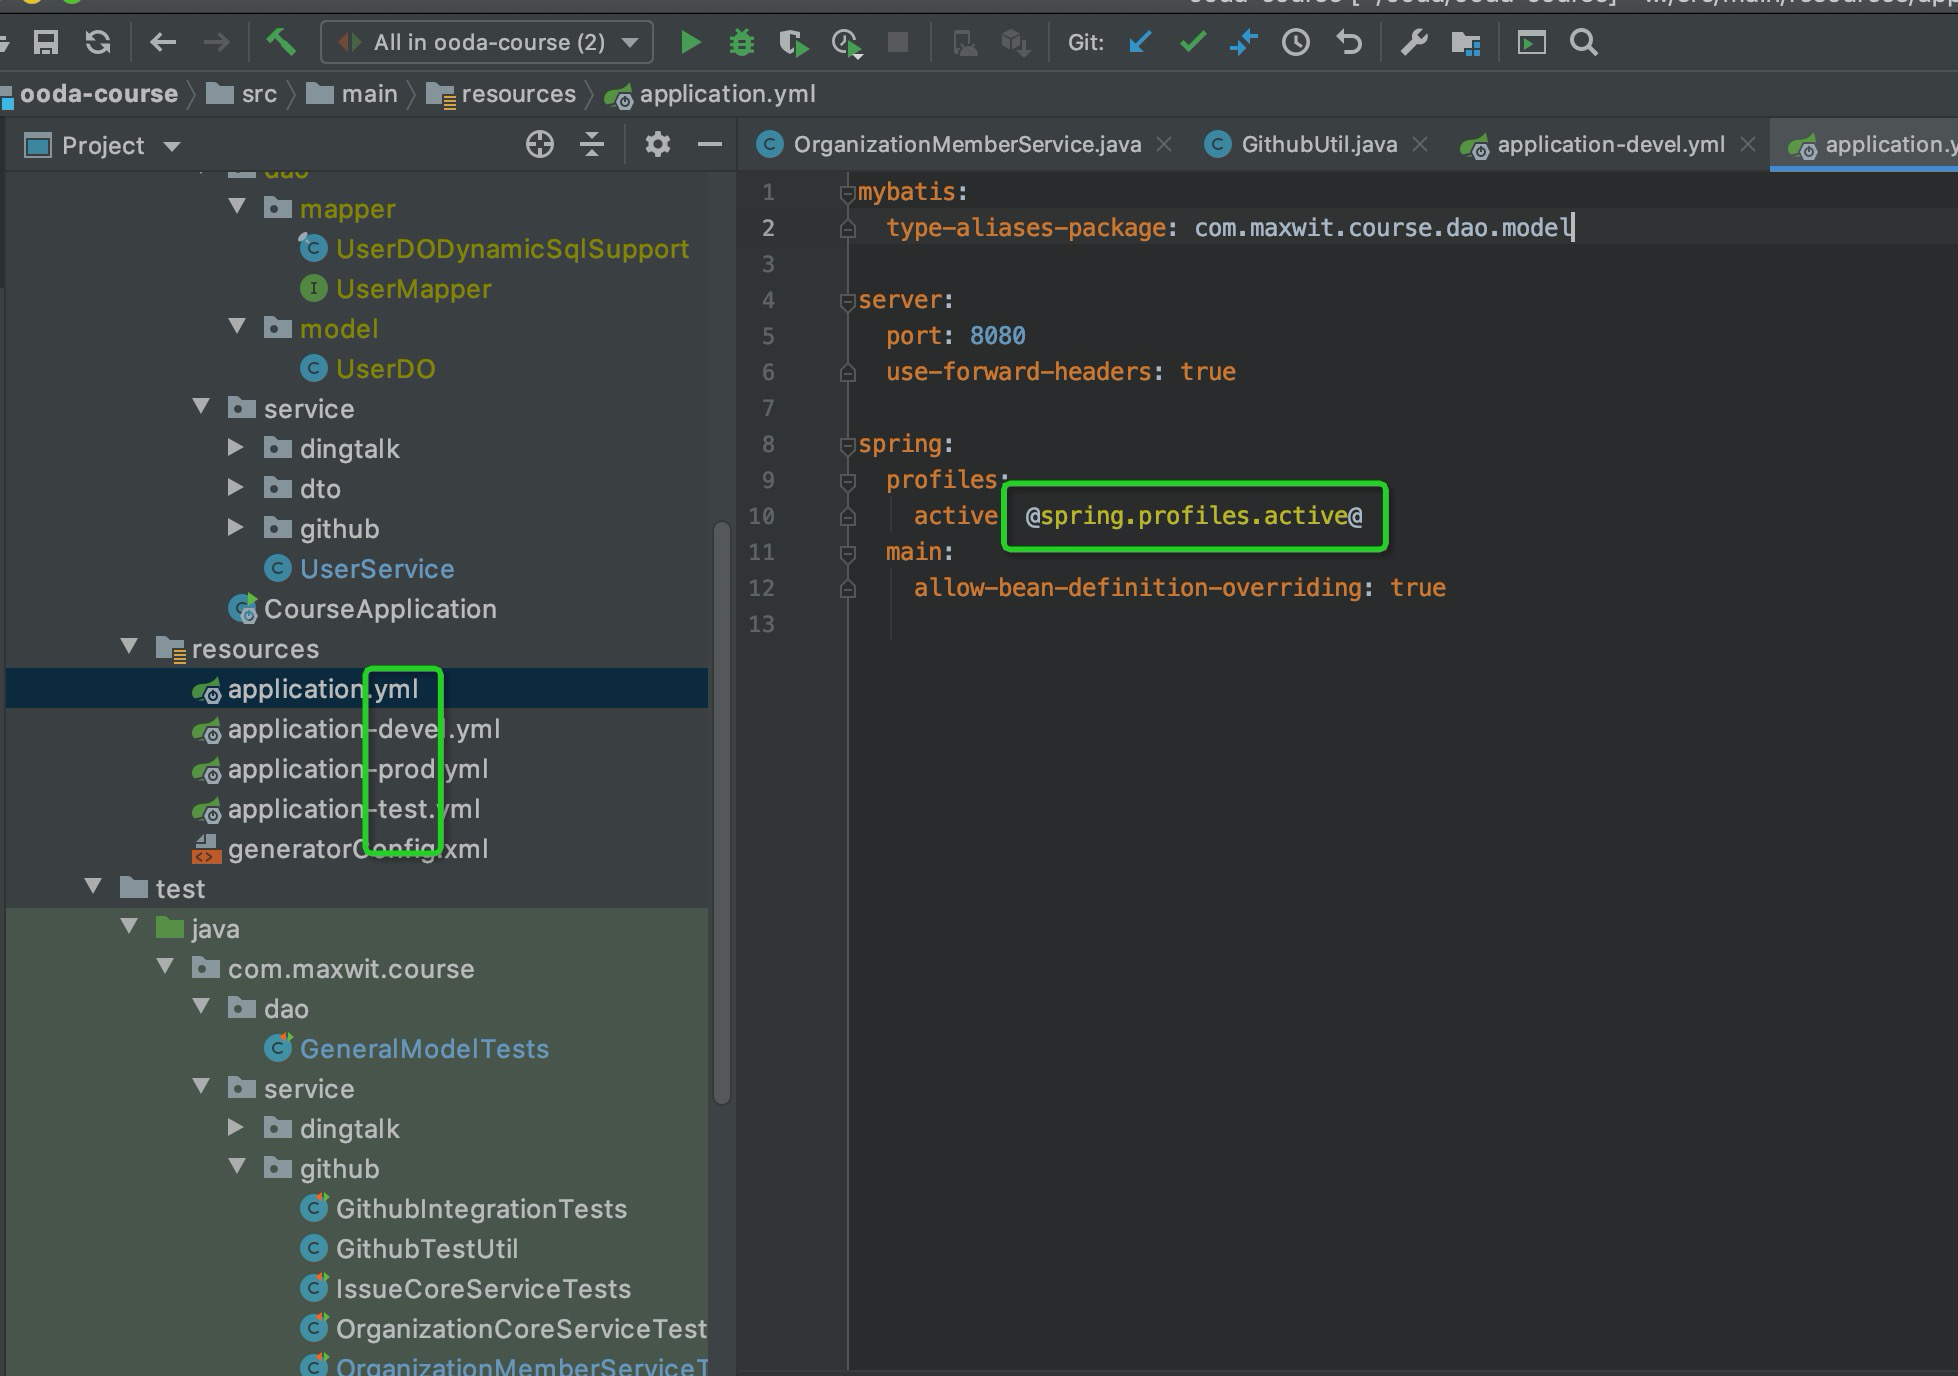 All in ooda-course (2) Git:
ooda-course src main resources application.yml
Project
OrganizationMemberService.java GithubUtil.java application-devel.yml application.y
dao
mapper
UserDODynamicSqlSupport
UserMapper
model
UserDO
service
dingtalk
dto
github
UserService
CourseApplication
resources
application.yml
application-devel.yml
application-prod.yml
application-test.yml
generatorConfig.xml
test
java
com.maxwit.course
dao
GeneralModelTests
service
dingtalk
github
GithubIntegrationTests
GithubTestUtil
IssueCoreServiceTests
OrganizationCoreServiceTest
OrganizationMemberServiceT
1 mybatis:
2 type-aliases-package: com.maxwit.course.dao.model
3
4 server:
5 port: 8080
6 use-forward-headers: true
7
8 spring:
9 profiles:
10 active @spring.profiles.active@
11 main:
12 allow-bean-definition-overriding: true
13